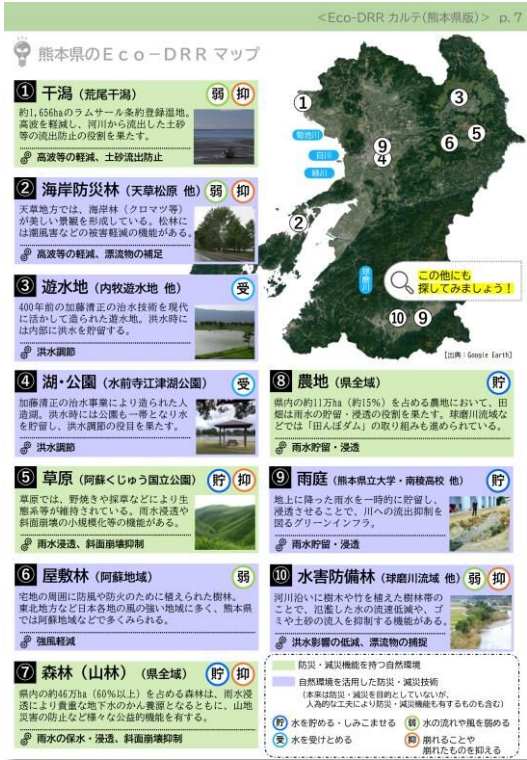 <Eco-DRR カルテ(熊本県版)> p.7
熊本県のEco-DRR マップ
① 干潟（荒尾干潟） 弱 抑
約1,656haのラムサール条約登録湿地。
高波を軽減し、河川から流出した土砂
等の流出防止の役割を果たす。
高波等の軽減、土砂流出防止
② 海岸防災林（天草松原 他） 弱 抑
天草地方では、海岸林（クロマツ等）
が美しい景観を形成している。松林に
は潮風害などの被害軽減の機能がある。
高波等の軽減、漂流物の捕足
③ 遊水地（内牧遊水地 他） 受
400年前の加藤清正の治水技術を現代
に活かして造られた遊水地。洪水時に
は内部に洪水を貯留する。
洪水調節
④ 湖・公園（水前寺江津湖公園） 受
加藤清正の治水事業により造られた人
造湖。洪水時には公園も一帯となり水
を貯留し、洪水調節の役目を果たす。
洪水調節
⑤ 草原（阿蘇くじゅう国立公園） 貯 抑
草原では、野焼きや採草などにより生
態系等が維持されている。雨水浸透や
斜面崩壊の小規模化等の機能がある。
雨水浸透、斜面崩壊抑制
⑥ 屋敷林（阿蘇地域） 弱
宅地の周囲に防風や防火のために植えられた樹林。
東北地方など日本各地の風の強い地域に多く、熊本県
では阿蘇地域などで多くみられる。
強風軽減
⑦ 森林（山林）（県全域） 貯 抑
県内の約46万ha（60%以上）を占める森林は、雨水浸
透により貴重な地下水のかん養源となるともに、山地
災害の防止など様々な公益的機能を有する。
雨水の保水・浸透、斜面崩壊抑制
①
③
⑤
⑥
⑨
④
②
⑩ ⑨
菊池川
白川
緑川
球磨川
この他にも
探してみましょう！
【出典：Google Earth】
⑧ 農地（県全域） 貯
県内の約11万ha（約15%）を占める農地において、田
畑は雨水の貯留・浸透の役割を果たす。球磨川流域な
どでは「田んぼダム」の取り組みも進められている。
雨水貯留・浸透
⑨ 雨庭（熊本県立大学・南稜高校 他） 貯
地上に降った雨水を一時的に貯留し、
浸透させることで、川への流出抑制を
図るグリーンインフラ。
雨水貯留・浸透
⑩ 水害防備林（球磨川流域 他） 弱 抑
河川沿いに樹木や竹を植えた樹林帯の
ことで、氾濫した水の流速低減や、ゴ
ミや土砂の流入を抑制する機能がある。
洪水影響の低減、漂流物の捕捉
防災・減災機能を持つ自然環境
自然環境を活用した防災・減災技術
（本来は防災・減災を目的としていないが、
人為的な工夫により防災・減災機能も有するものも含む）
貯 水を貯める・しみこませる
弱 水の流れや風を弱める
受 水を受けとめる
抑 崩れることや
崩れたものを抑える